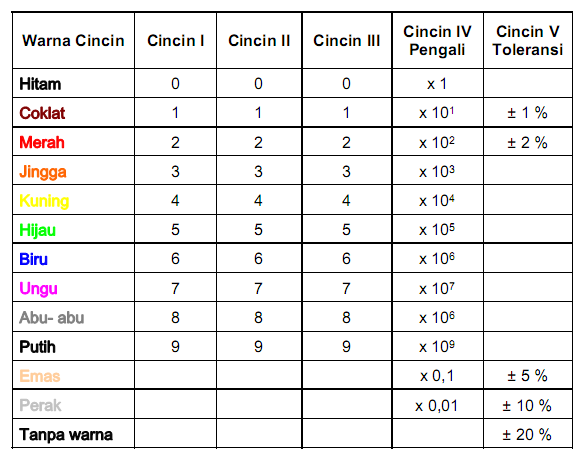 Warna Cincin Cincin I Cincin II Cincin III Cincin IV Pengali Cincin V Toleransi
Hitam 0 0 0 x 1
Coklat 1 1 1 x 10¹ ± 1 %
Merah 2 2 2 x 10² ± 2 %
Jingga 3 3 3 x 10³
Kuning 4 4 4 x 10⁴
Hijau 5 5 5 x 10⁵
Biru 6 6 6 x 10⁶
Ungu 7 7 7 x 10⁷
Abu- abu 8 8 8 x 10⁶
Putih 9 9 9 x 10⁹
Emas x 0,1 ± 5 %
Perak x 0,01 ± 10 %
Tanpa warna ± 20 %